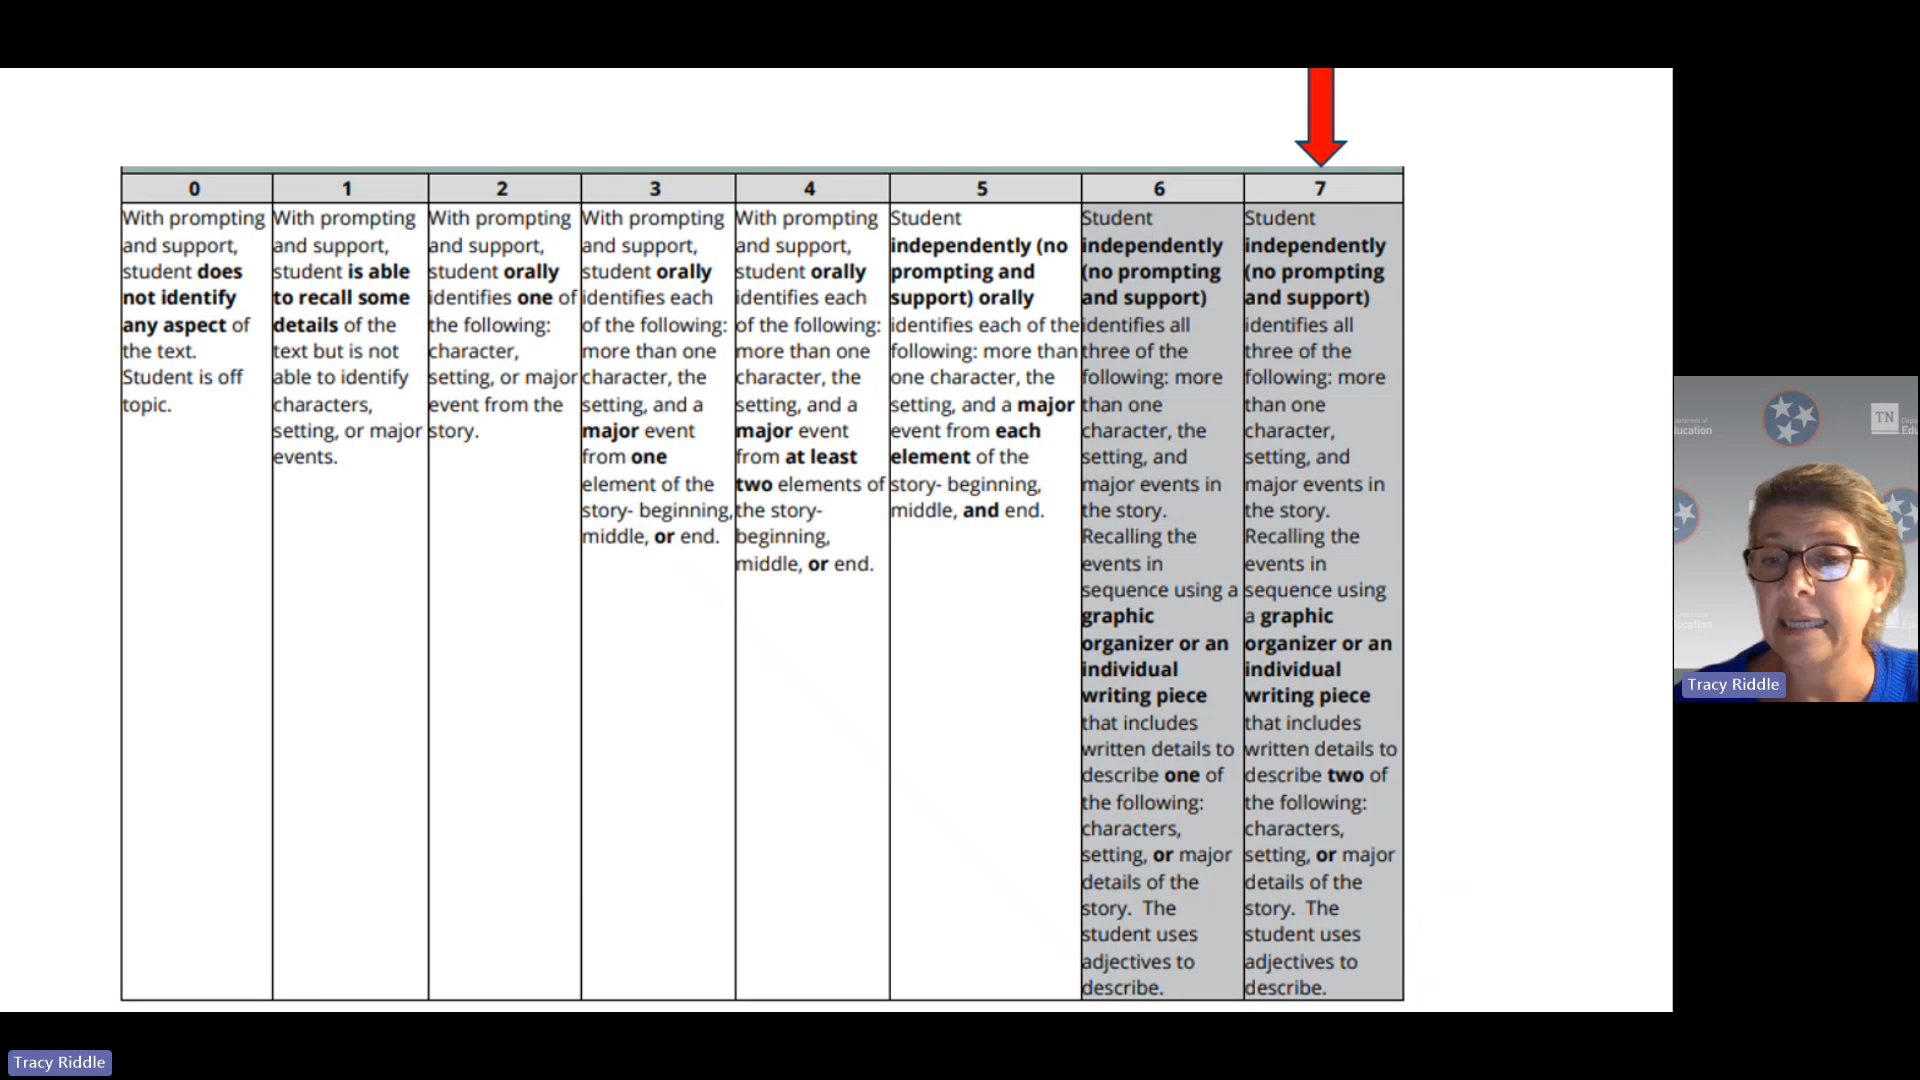 0
1
2
3
4
5
6
7
With prompting
and support,
student does
not identify
any aspect of
the text.
Student is off
topic.
With prompting
and support,
student is able
to recall some
details of the
text but is not
able to identify
characters,
setting, or major
events.
With prompting
and support,
student orally
identifies one of
the following:
character,
setting, or major
event from the
story.
With prompting
and support,
student orally
identifies each
of the following:
more than one
character, the
setting, and a
major event
from one
element of the
story- beginning,
middle, or end.
With prompting
and support,
student orally
identifies each
of the following:
more than one
character, the
setting, and a
major event
from at least
two elements of
the story-
beginning,
middle, or end.
Student
independently (no
prompting and
support) orally
identifies each of the
following: more than
one character, the
setting, and a major
event from each
element of the
story- beginning,
middle, and end.
Student
independently
(no prompting
and support)
identifies all
three of the
following: more
than one
character, the
setting, and
major events in
the story.
Recalling the
events in
sequence using a
graphic
organizer or an
individual
writing piece
that includes
written details to
describe one of
the following:
characters,
setting, or major
details of the
story. The
student uses
adjectives to
describe.
Student
independently
(no prompting
and support)
identifies all
three of the
following: more
than one
character,
setting, and
major events in
the story.
Recalling the
events in
sequence using
a graphic
organizer or an
individual
writing piece
that includes
written details to
describe two of
the following:
characters,
setting, or major
details of the
story. The
student uses
adjectives to
describe.
TN
Tracy Riddle
Tracy Riddle